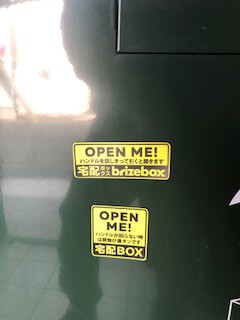 OPEN ME!
ハンドルを回しきって引くと開きます
宅配ボックス brizebox
OPEN
ME!
ハンドルが回らない時
は荷物が満タンです
宅配BOX